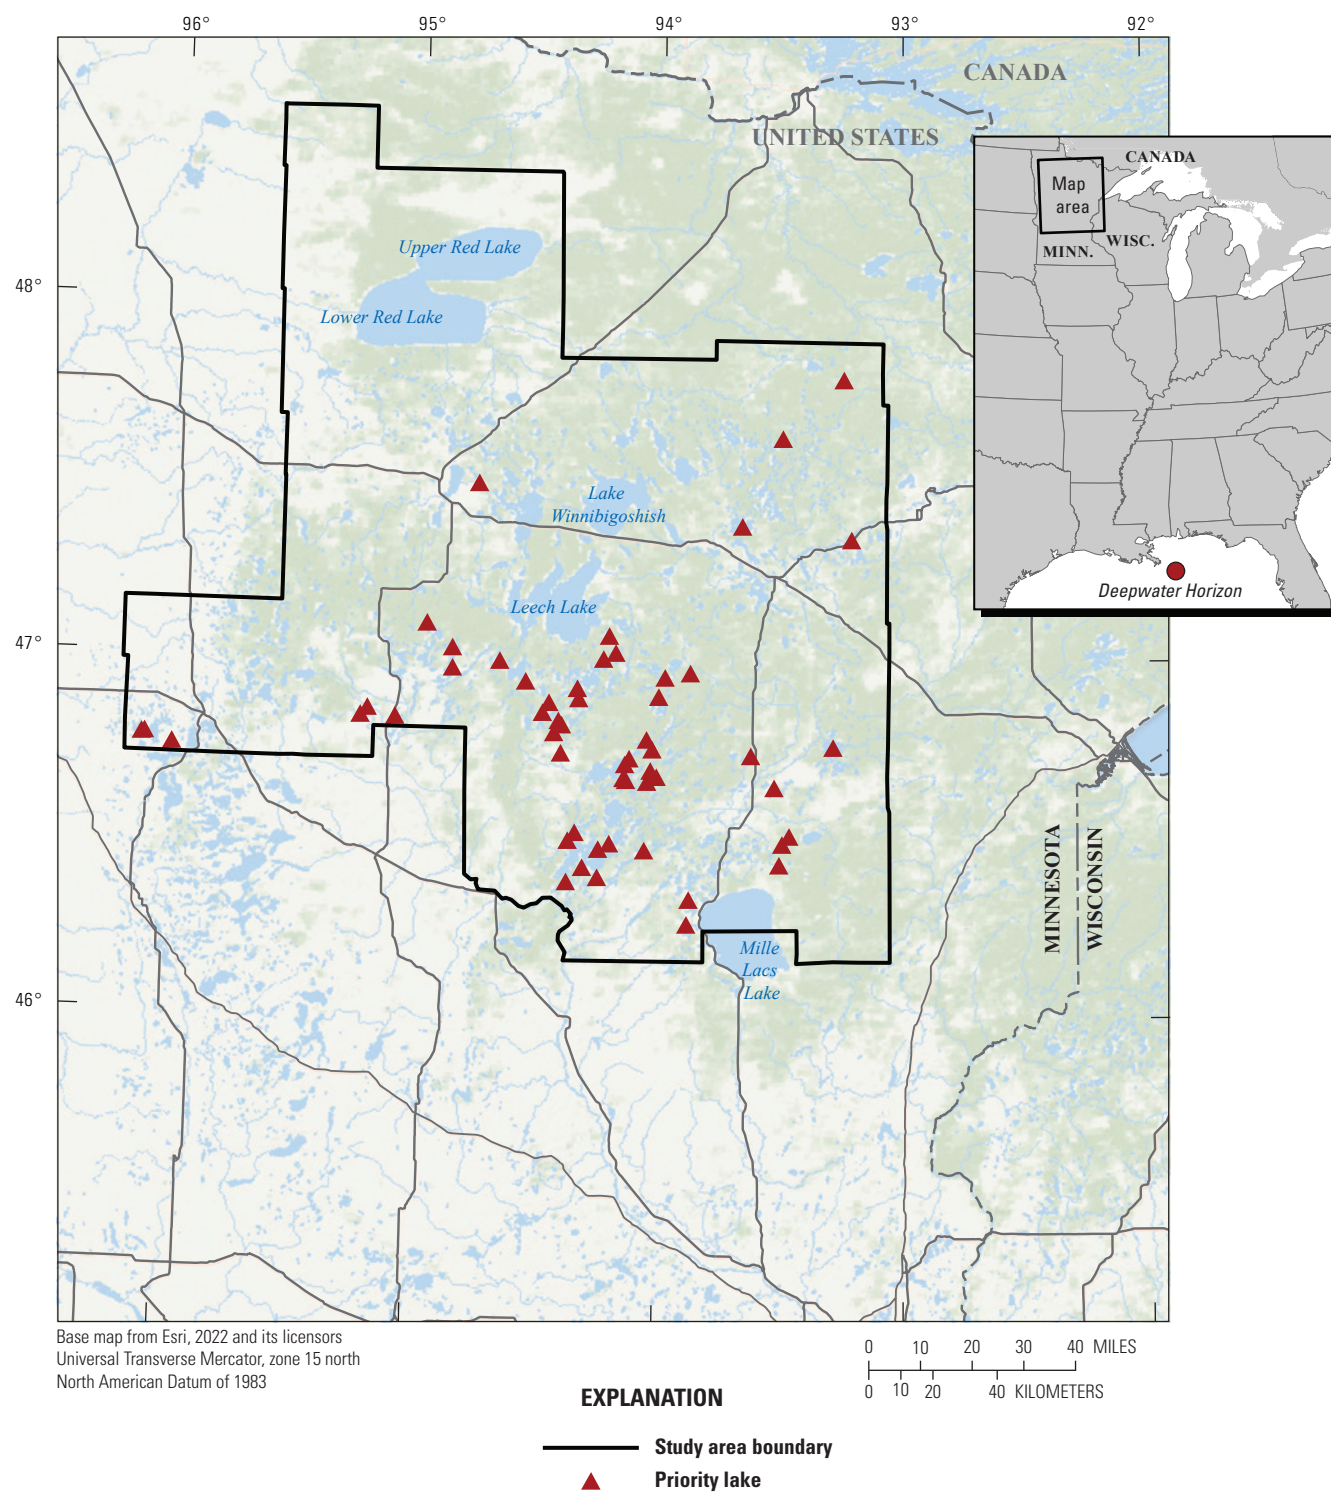 96°
95°
94°
93°
92°
CANADA
UNITED STATES
CANADA
Map
area
WISC.
MINN.
Upper Red Lake
48°
Lower Red Lake
Lake
Winnibigoshish
Deepwater Horizon
Leech Lake
47°
MINNESOTA
WISCONSIN
Mille
Lacs
Lake
46°
Base map from Esri, 2022 and its licensors
Universal Transverse Mercator, zone 15 north
North American Datum of 1983
0 10 20 30 40 MILES
0 10 20 40 KILOMETERS
EXPLANATION
Study area boundary
Priority lake